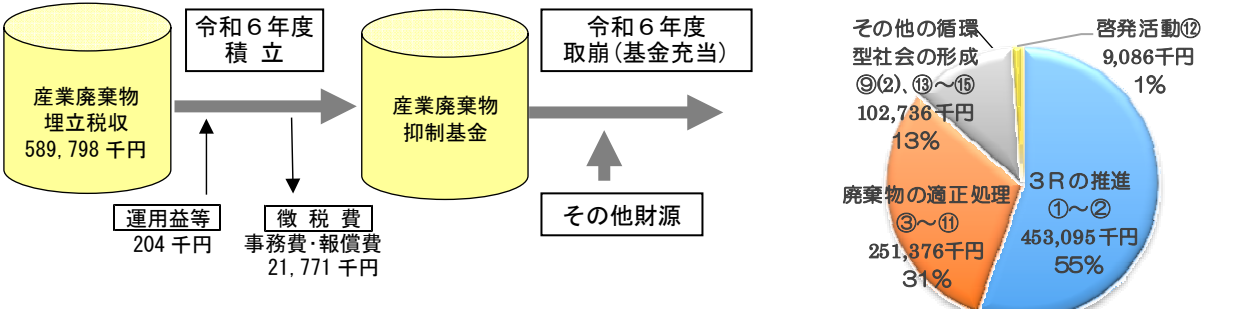 産業廃棄物
埋立税収
589,798 千円
令和６年度
積 立
運用益等
204 千円
徴 税 費
事務費・報償費
21,771 千円
産業廃棄物
抑制基金
令和６年度
取崩（基金充当）
その他財源
その他の循環
型社会の形成
⑨(2)、⑬～⑮
102,736千円
13%
啓発活動⑫
9,086千円
1%
廃棄物の適正処理
③～⑪
251,376千円
31%
３Ｒの推進
①～②
453,095千円
55%